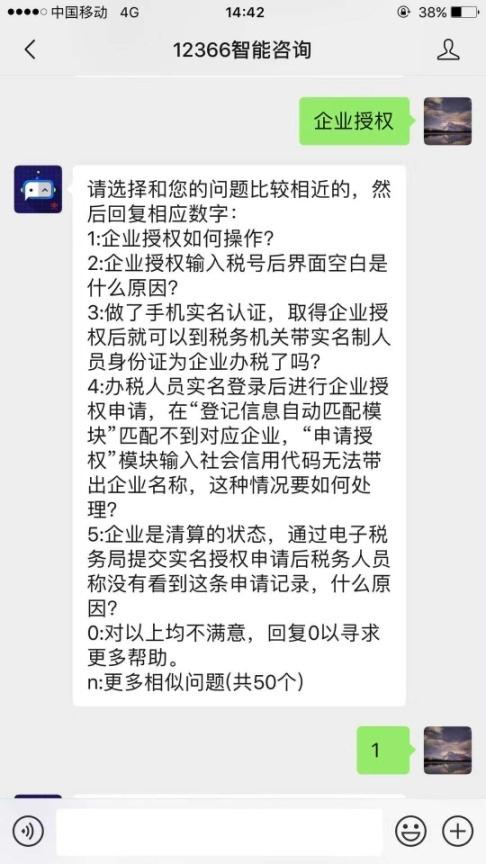 中国移动 4G 14:42 38%
12366智能咨询
企业授权
请选择和您的问题比较相近的，然
后回复相应数字：
1:企业授权如何操作?
2:企业授权输入税号后界面空白是
什么原因?
3:做了手机实名认证，取得企业授
权后就可以到税务机关带实名制人
员身份证为企业办税了吗?
4:办税人员实名登录后进行企业授
权申请，在“登记信息自动匹配模
块”匹配不到对应企业，“申请授
权”模块输入社会信用代码无法带
出企业名称，这种情况要如何处
理?
5:企业是清算的状态，通过电子税
务局提交实名授权申请后税务人员
称没有看到这条申请记录，什么原
因?
0:对以上均不满意，回复0以寻求
更多帮助。
n:更多相似问题(共50个)
1